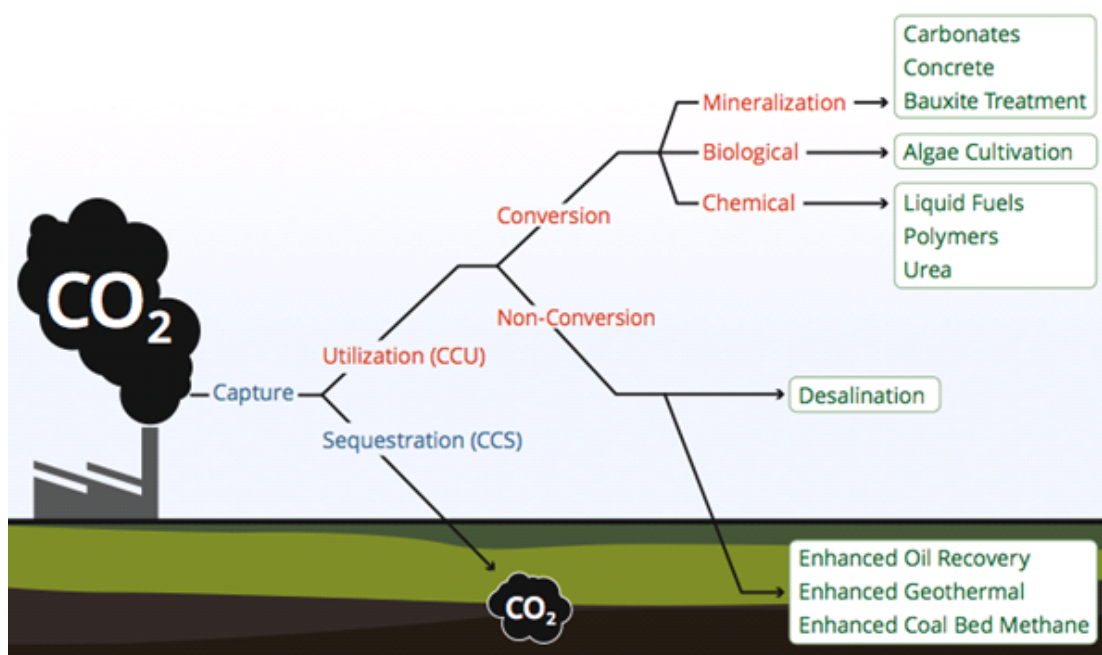 Carbonates
Concrete
Bauxite Treatment
Mineralization
Biological
Algae Cultivation
Chemical
Liquid Fuels
Polymers
Urea
Conversion
CO2
Non-Conversion
Utilization (CCU)
Capture
Desalination
Sequestration (CCS)
Enhanced Oil Recovery
Enhanced Geothermal
Enhanced Coal Bed Methane
CO2